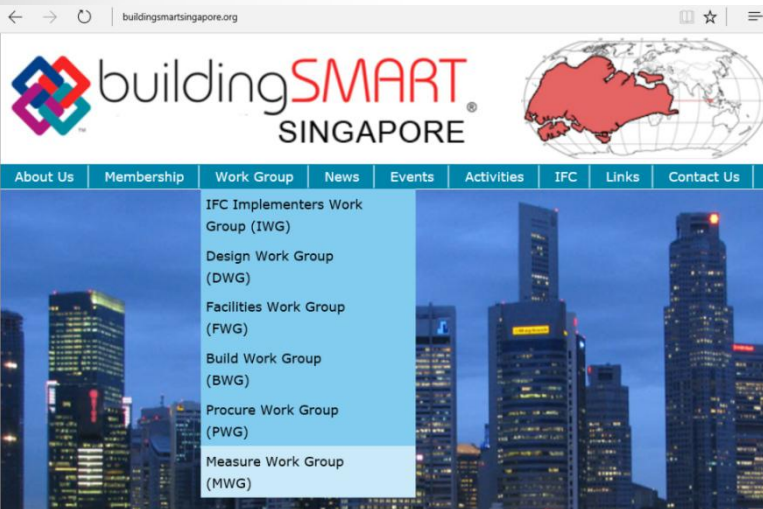 buildingsmartsingapore.org
buildingSMART®
™
SINGAPORE
About Us Membership Work Group News Events Activities IFC Links Contact Us
IFC Implementers Work
Group (IWG)
Design Work Group
(DWG)
Facilities Work Group
(FWG)
Build Work Group
(BWG)
Procure Work Group
(PWG)
Measure Work Group
(MWG)